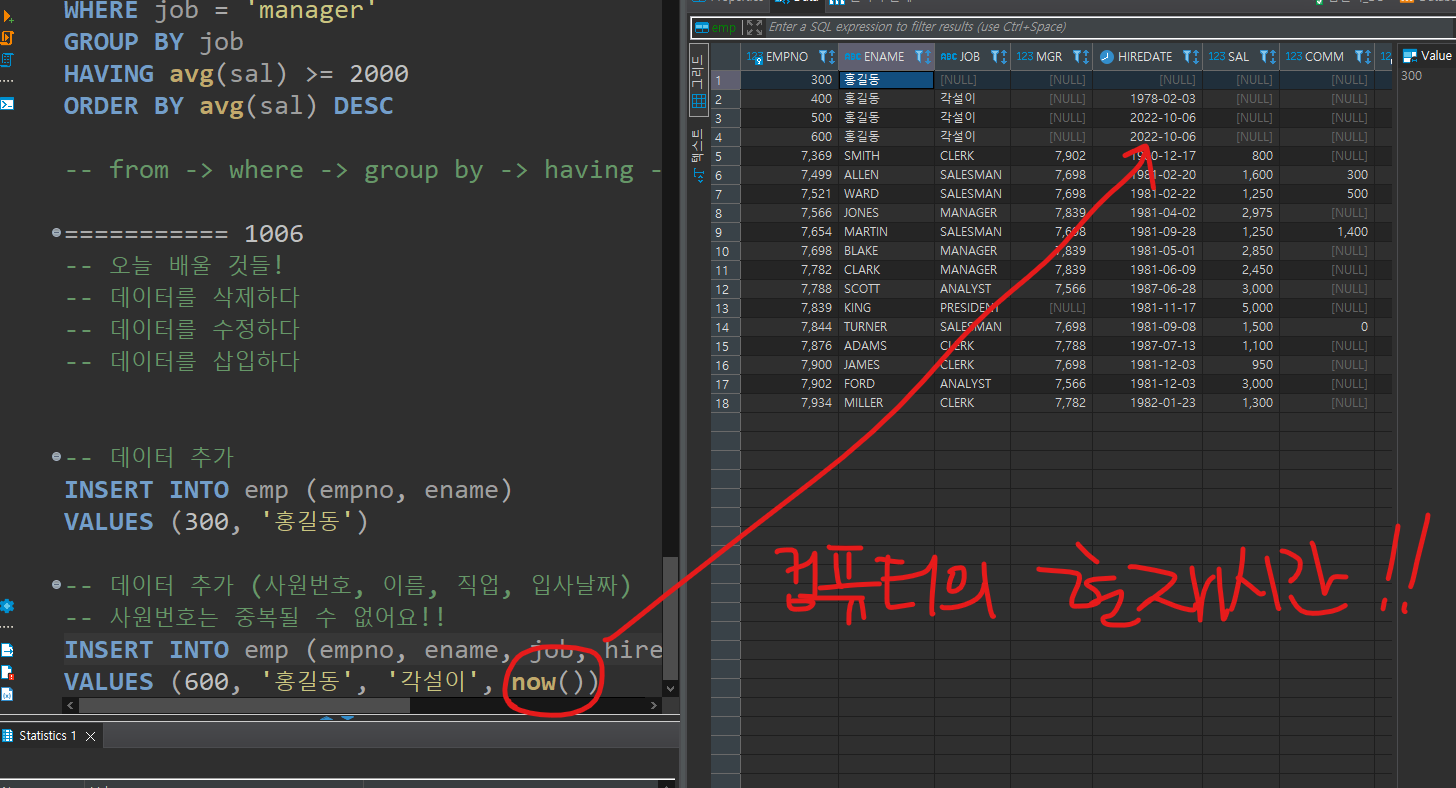 WHERE job = 'manager'
GROUP BY job
HAVING avg(sal) >= 2000
ORDER BY avg(sal) DESC
-- from -> where -> group by -> having -
=========== 1006
-- 오늘 배울 것들!
-- 데이터를 삭제하다
-- 데이터를 수정하다
-- 데이터를 삽입하다
-- 데이터 추가
INSERT INTO emp (empno, ename)
VALUES (300, '홍길동')
-- 데이터 추가 (사원번호, 이름, 직업, 입사날짜)
-- 사원번호는 중복될 수 없어요!!
INSERT INTO emp (empno, ename, job, hire
VALUES (600, '홍길동', '각설이', now())
Statistics 1
emp Enter a SQL expression to filter results (use Ctrl+Space)
그리드
텍스트
123 EMPNO ABC ENAME ABC JOB 123 MGR HIREDATE 123 SAL 123 COMM 12
1 300 홍길동 [NULL] [NULL] [NULL] [NULL] [NULL]
2 400 홍길동 각설이 [NULL] 1978-02-03 [NULL] [NULL]
3 500 홍길동 각설이 [NULL] 2022-10-06 [NULL] [NULL]
4 600 홍길동 각설이 [NULL] 2022-10-06 [NULL] [NULL]
5 7,369 SMITH CLERK 7,902 1980-12-17 800 [NULL]
6 7,499 ALLEN SALESMAN 7,698 1981-02-20 1,600 300
7 7,521 WARD SALESMAN 7,698 1981-02-22 1,250 500
8 7,566 JONES MANAGER 7,839 1981-04-02 2,975 [NULL]
9 7,654 MARTIN SALESMAN 7,698 1981-09-28 1,250 1,400
10 7,698 BLAKE MANAGER 7,839 1981-05-01 2,850 [NULL]
11 7,782 CLARK MANAGER 7,839 1981-06-09 2,450 [NULL]
12 7,788 SCOTT ANALYST 7,566 1987-06-28 3,000 [NULL]
13 7,839 KING PRESIDENT [NULL] 1981-11-17 5,000 [NULL]
14 7,844 TURNER SALESMAN 7,698 1981-09-08 1,500 0
15 7,876 ADAMS CLERK 7,788 1987-07-13 1,100 [NULL]
16 7,900 JAMES CLERK 7,698 1981-12-03 950 [NULL]
17 7,902 FORD ANALYST 7,566 1981-12-03 3,000 [NULL]
18 7,934 MILLER CLERK 7,782 1982-01-23 1,300 [NULL]
Value
300
컴퓨터의 현재시간!!